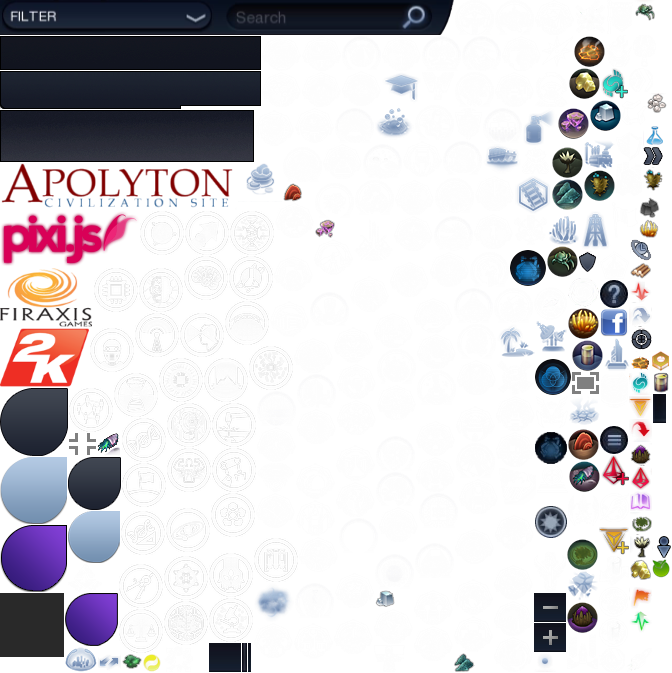 FILTER
Search
APOLYTON
CIVILIZATION SITE
pixi.js
FIRAXIS
GAMES
2K
?
f